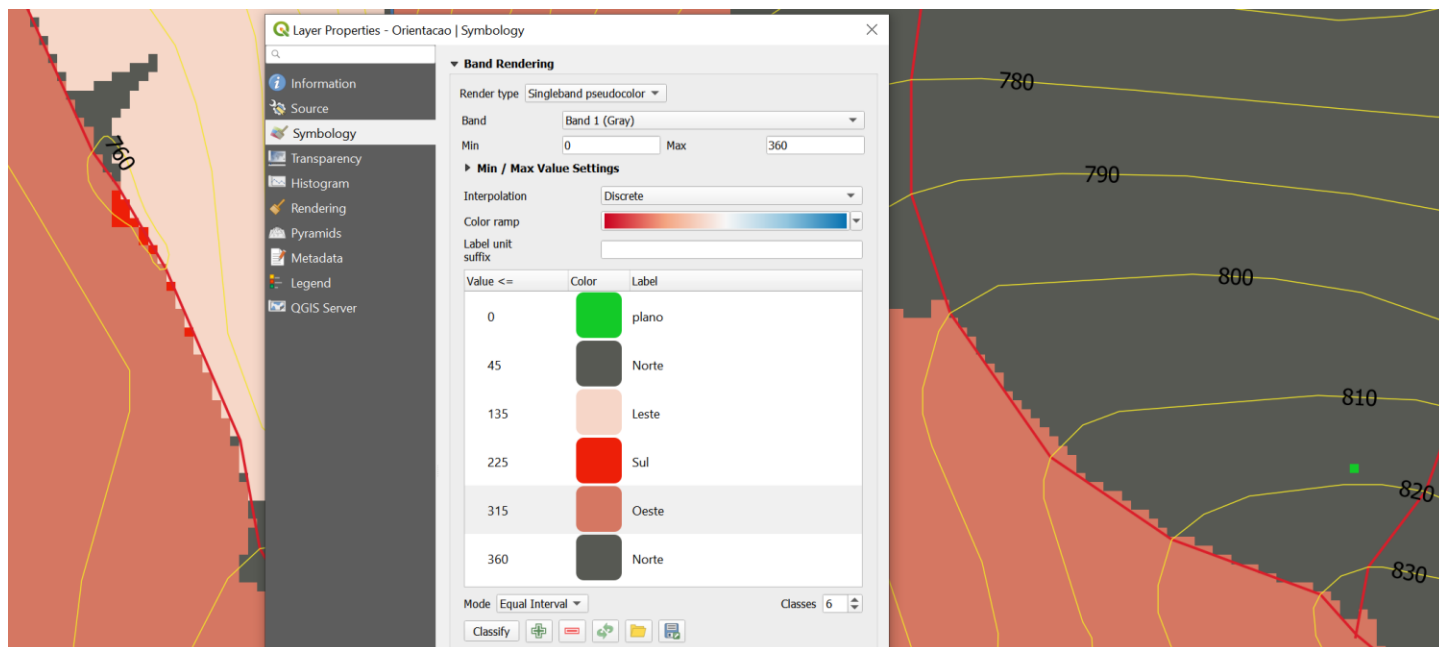 Layer Properties - Orientacao | Symbology
Information
Source
Symbology
Transparency
Histogram
Rendering
Pyramids
Metadata
Legend
QGIS Server
Band Rendering
Render type Singleband pseudocolor
Band Band 1 (Gray)
Min 0 Max 360
Min / Max Value Settings
Interpolation Discrete
Color ramp
Label unit
suffix
Value <= Color Label
0 plano
45 Norte
135 Leste
225 Sul
315 Oeste
360 Norte
Mode Equal Interval Classes 6
Classify
760
780
790
800
810
820
830